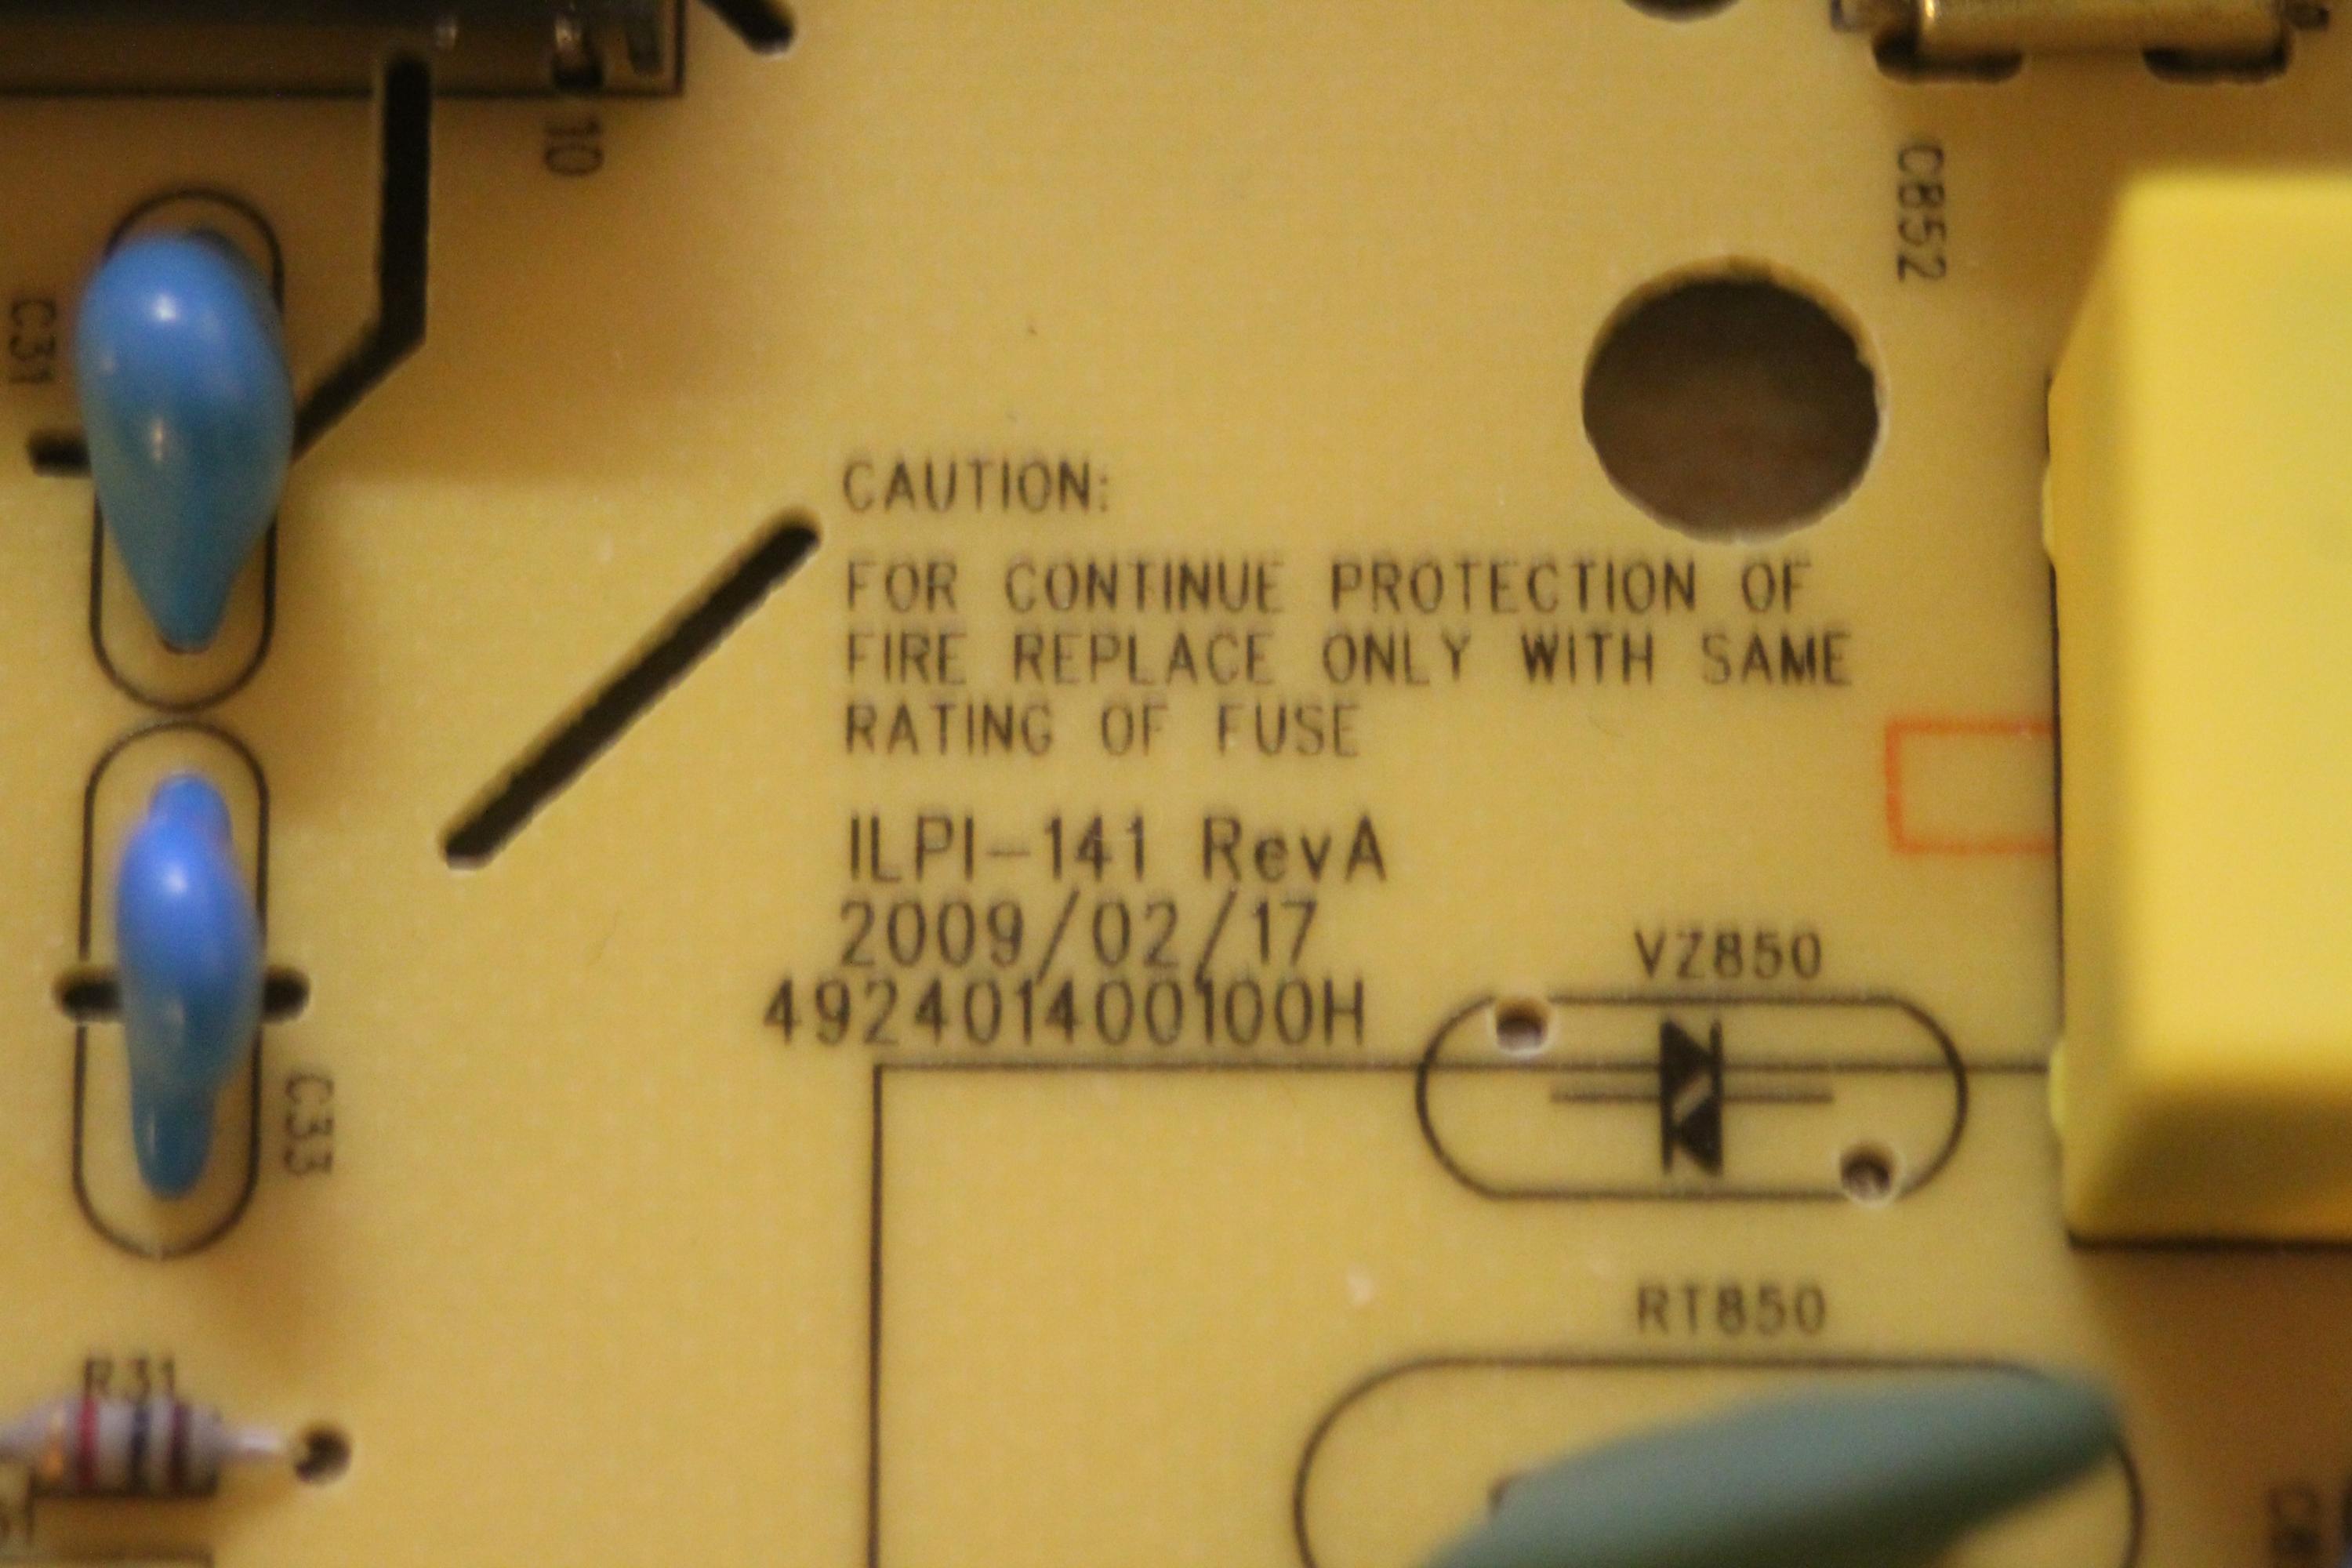 10
C852
C31
CAUTION:
FOR CONTINUE PROTECTION OF
FIRE REPLACE ONLY WITH SAME
RATING OF FUSE
ILPI-141 RevA
2009/02/17
492401400100H
VZ850
C33
RT850
R31